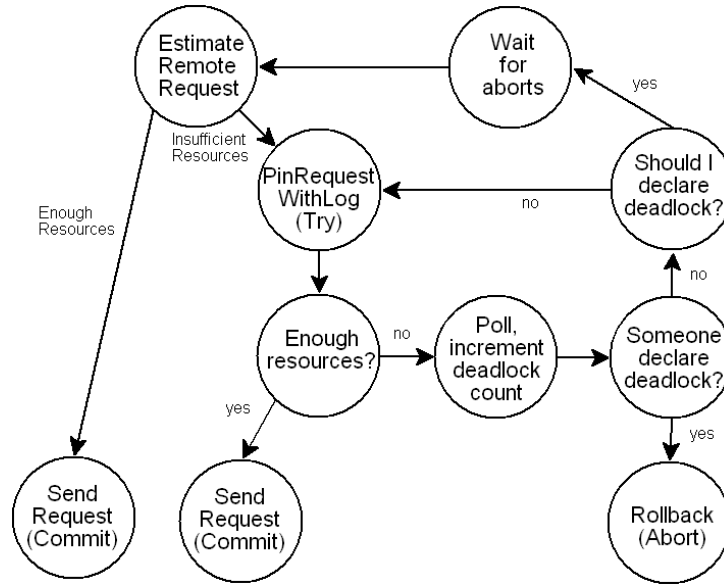 Estimate
Remote
Request
Wait
for
aborts
yes
Insufficient
Resources
PinRequest
WithLog
(Try)
Should I
declare
deadlock?
no
Enough
Resources
no
Enough
resources?
no
Poll,
increment
deadlock
count
Someone
declare
deadlock?
yes
yes
Send
Request
(Commit)
Send
Request
(Commit)
Rollback
(Abort)